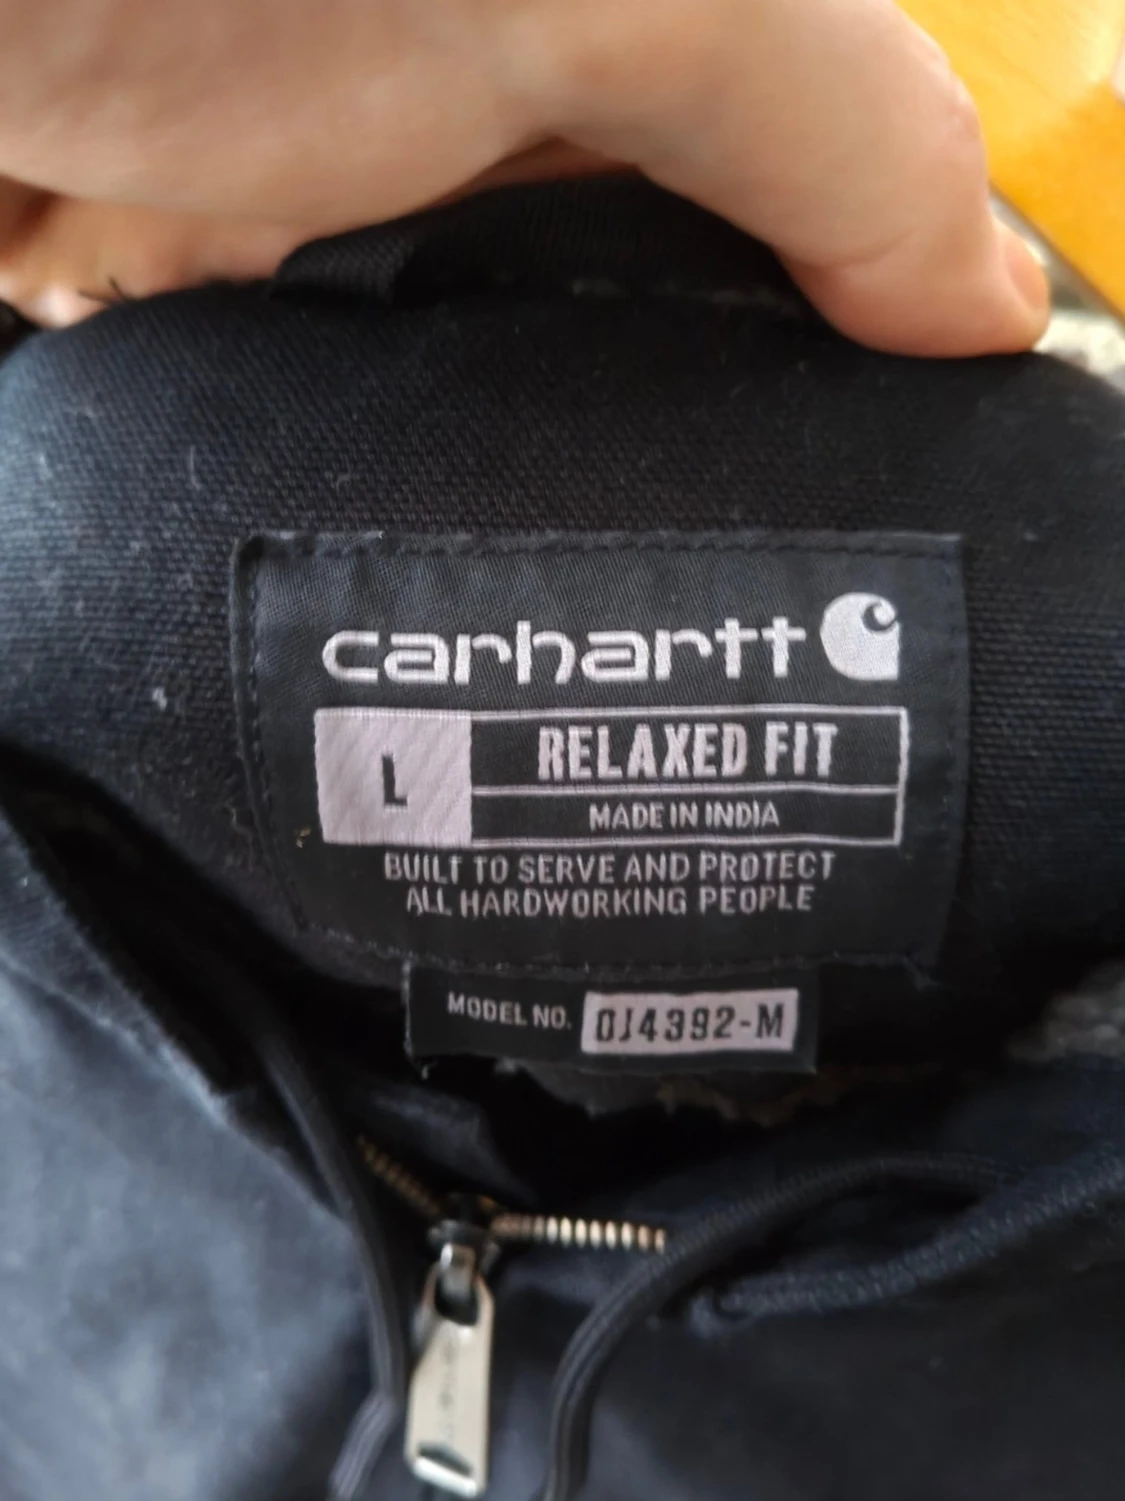 carhartt
L
RELAXED FIT
MADE IN INDIA
BUILT TO SERVE AND PROTECT
ALL HARDWORKING PEOPLE
MODEL NO. OJ4392-M